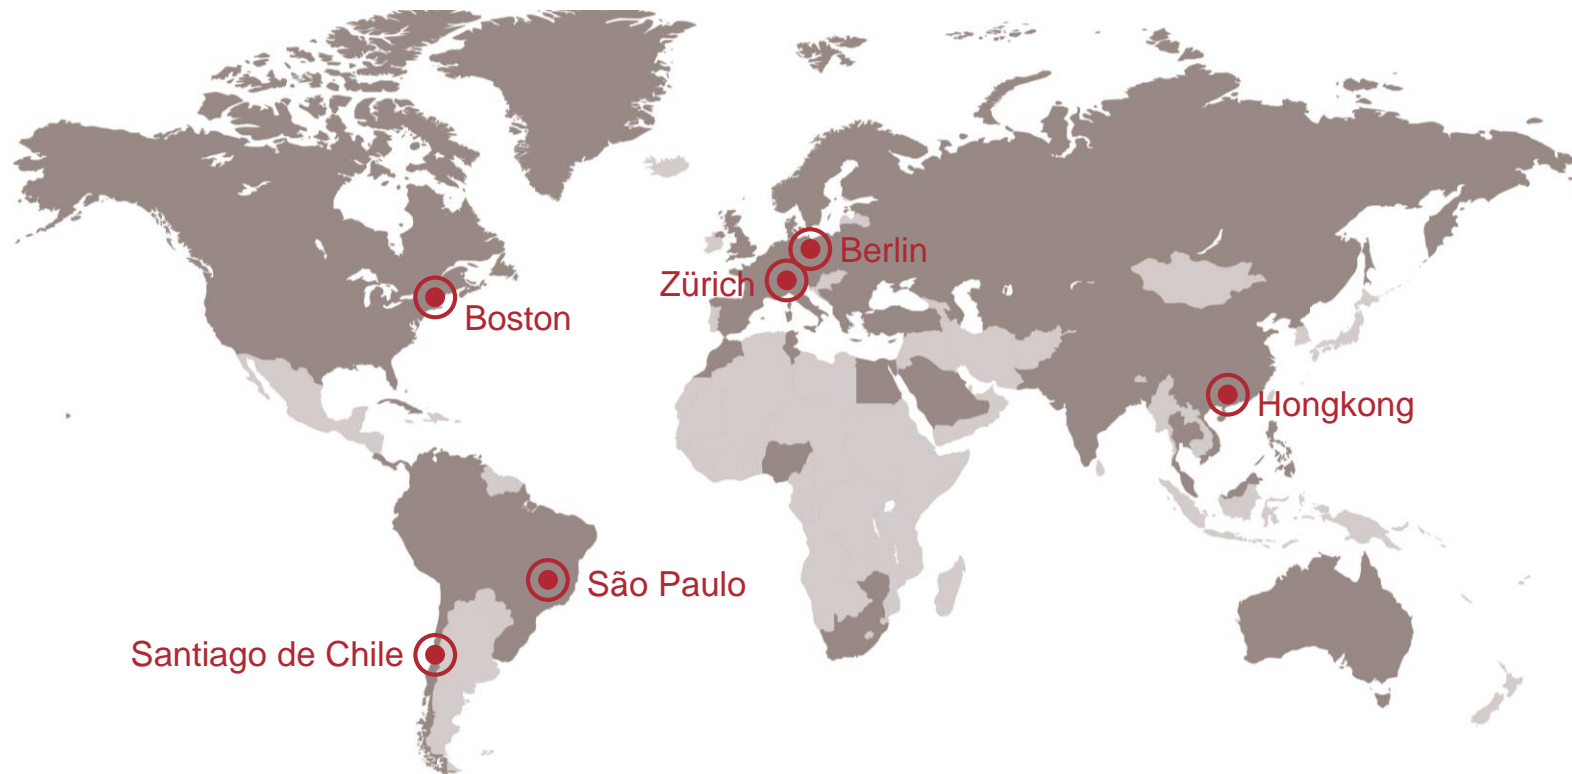 Berlin
Zürich
Boston
Hongkong
São Paulo
Santiago de Chile